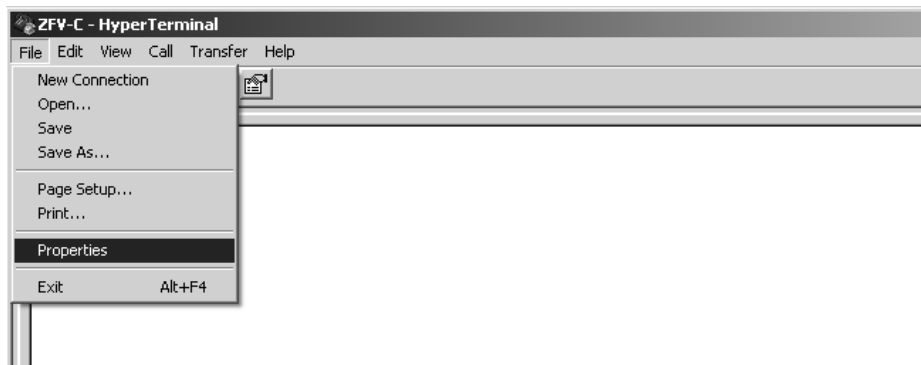 ZFV-C - HyperTerminal
File Edit View Call Transfer Help
New Connection
Open...
Save
Save As...
Page Setup...
Print...
Properties
Exit Alt+F4